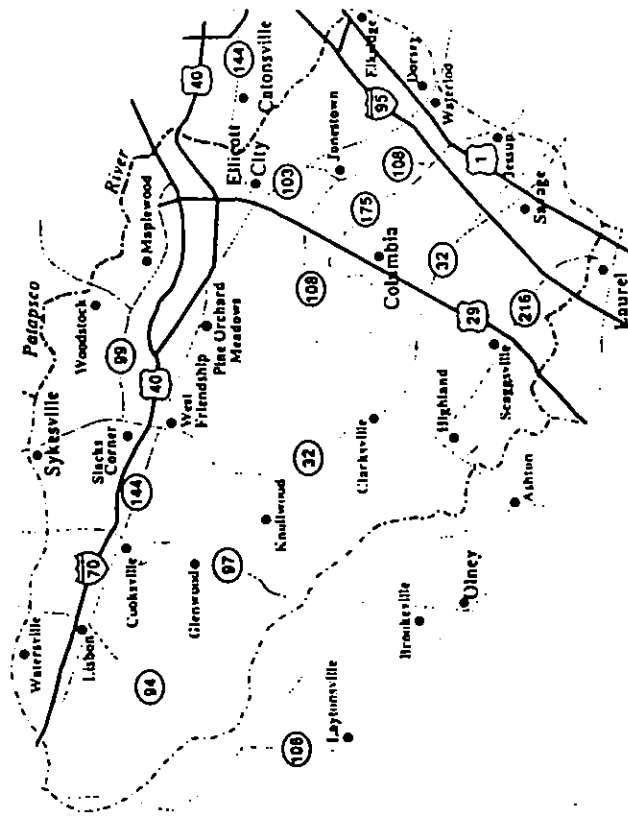 Watersville
Sykesville
Patapsco
River
Lisbon
70
Woodstock
Cooksville
Slacks
Corner
99
Maplewood
40
144
94
Glenwood
West
Friendship
40
Pine Orchard
Meadows
97
Ellicott
City
144
Catonsville
Knollwood
103
108
32
108
Laytonsville
Clarksville
Columbia
175
Jonestown
Elkridge
108
95
Brookeville
Highland
32
Dorsey
Waterloo
Olney
29
1
Jessup
Ashton
Scaggsville
Savage
216
Laurel